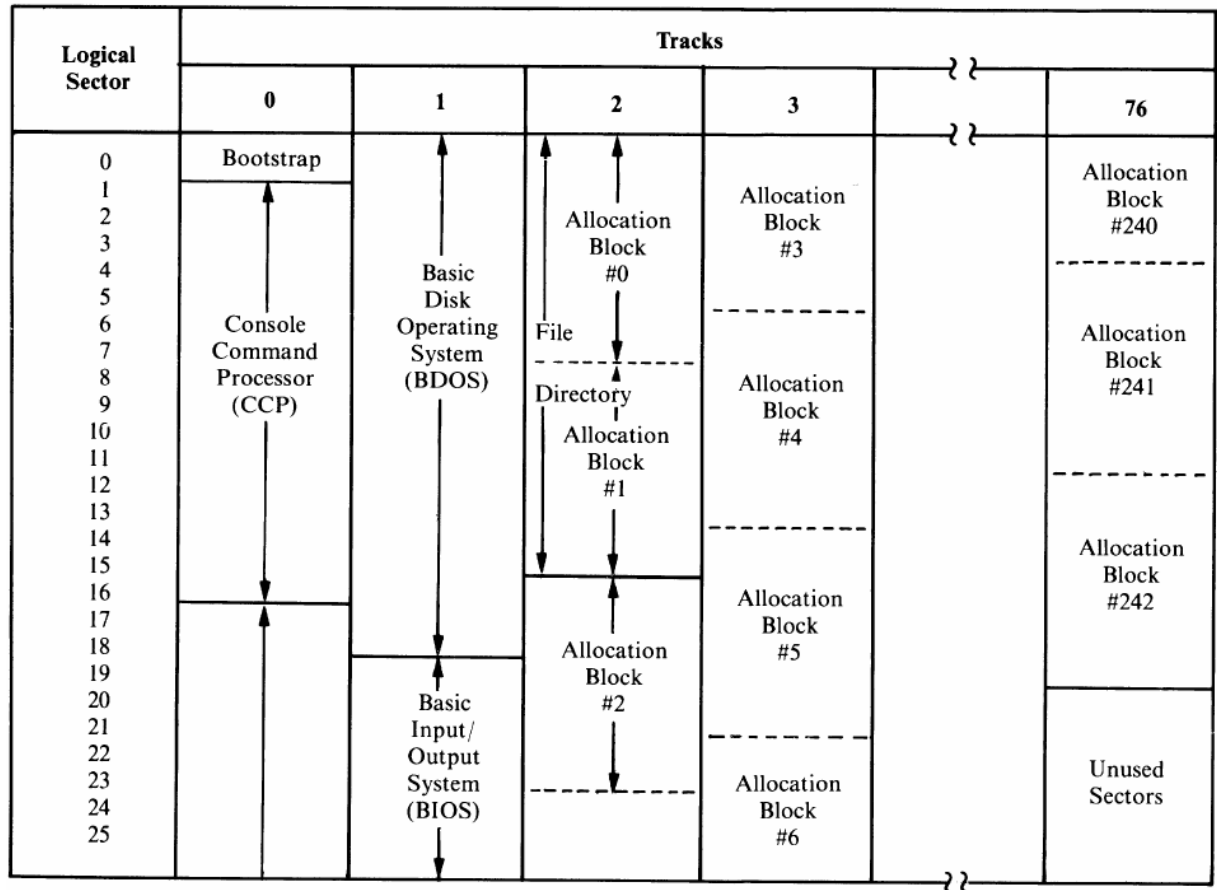 Logical
Sector
Tracks
0 1 2 3 76
0
1
2
3
4
5
6
7
8
9
10
11
12
13
14
15
16
17
18
19
20
21
22
23
24
25
Bootstrap
Console
Command
Processor
(CCP)
Basic
Disk
Operating
System
(BDOS)
Basic
Input/
Output
System
(BIOS)
File
Directory
Allocation
Block
#0
Allocation
Block
#1
Allocation
Block
#2
Allocation
Block
#3
Allocation
Block
#4
Allocation
Block
#5
Allocation
Block
#6
Allocation
Block
#240
Allocation
Block
#241
Allocation
Block
#242
Unused
Sectors